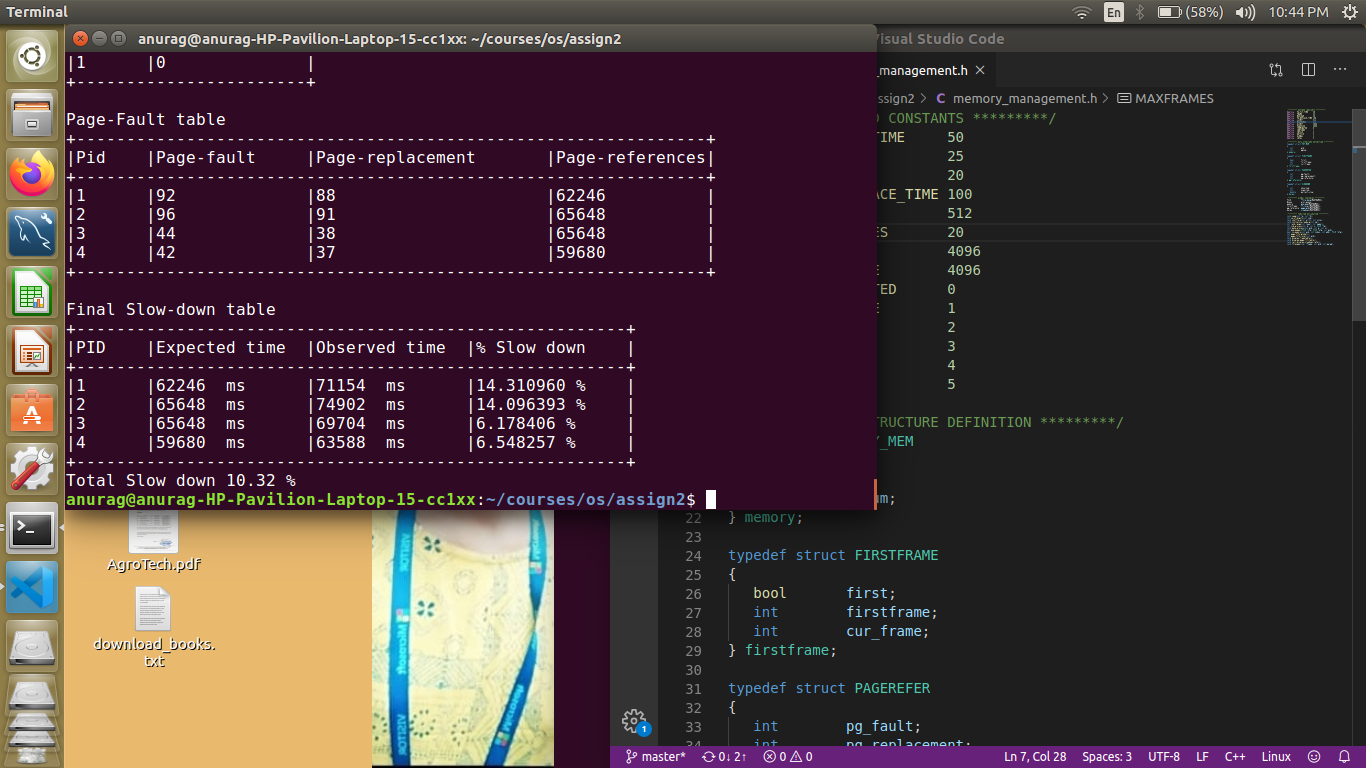 Terminal
En
(58%)
10:44 PM
anurag@anurag-HP-Pavilion-Laptop-15-cc1xx: ~/courses/os/assign2
|1 |0 |
+-----------------------+
Page-Fault table
+---------------------------------------------------------------+
|Pid |Page-fault |Page-replacement |Page-references|
+---------------------------------------------------------------+
|1 |92 |88 |62246 |
|2 |96 |91 |65648 |
|3 |44 |38 |65648 |
|4 |42 |37 |59680 |
+---------------------------------------------------------------+
Final Slow-down table
+-------------------------------------------------------+
|PID |Expected time |Observed time |% Slow down |
+-------------------------------------------------------+
|1 |62246 ms |71154 ms |14.310960 % |
|2 |65648 ms |74902 ms |14.096393 % |
|3 |65648 ms |69704 ms |6.178406 % |
|4 |59680 ms |63588 ms |6.548257 % |
+-------------------------------------------------------+
Total Slow down 10.32 %
anurag@anurag-HP-Pavilion-Laptop-15-cc1xx:~/courses/os/assign2$
AgroTech.pdf
download_books.
txt
VISITOR
Microsoft
VISITOR
Microsoft
isual Studio Code
_management.h
ssign2 > C memory_management.h > MAXFRAMES
CONSTANTS *********/
TIME 50
25
20
ACE_TIME 100
512
ES 20
4096
E 4096
TED 0
E 1
2
3
4
5
TRUCTURE DEFINITION *********/
Y_MEM
um;
22 } memory;
23
24 typedef struct FIRSTFRAME
25 {
26 bool first;
27 int firstframe;
28 int cur_frame;
29 } firstframe;
30
31 typedef struct PAGEREFER
32 {
33 int pg_fault;
34 int pg_replacement;
1
master* 0↓ 2↑ 0 0 Ln 7, Col 28 Spaces: 3 UTF-8 LF C++ Linux